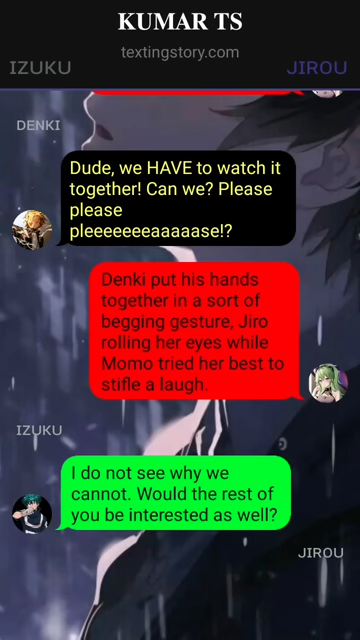 KUMAR TS
textingstory.com
IZUKU
JIROU
DENKI
Dude, we HAVE to watch it
together! Can we? Please
please
pleeeeeeeaaaaase!?
Denki put his hands
together in a sort of
begging gesture, Jiro
rolling her eyes while
Momo tried her best to
stifle a laugh.
IZUKU
I do not see why we
cannot. Would the rest of
you be interested as well?
JIROU